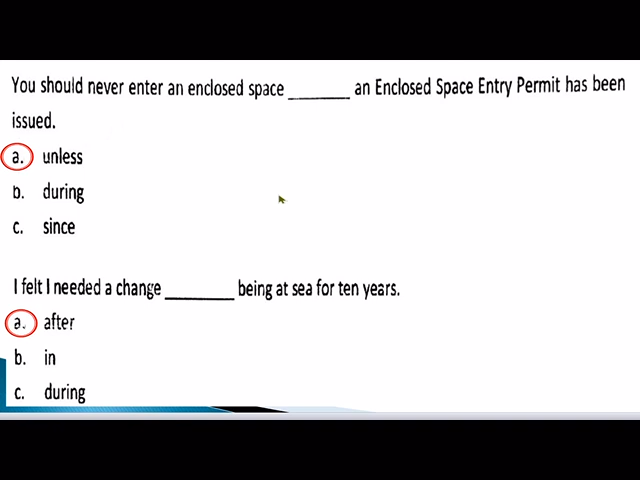 You should never enter an enclosed space ________ an Enclosed Space Entry Permit has been
issued.
a. unless
b. during
c. since
I felt I needed a change ________ being at sea for ten years.
a. after
b. in
c. during